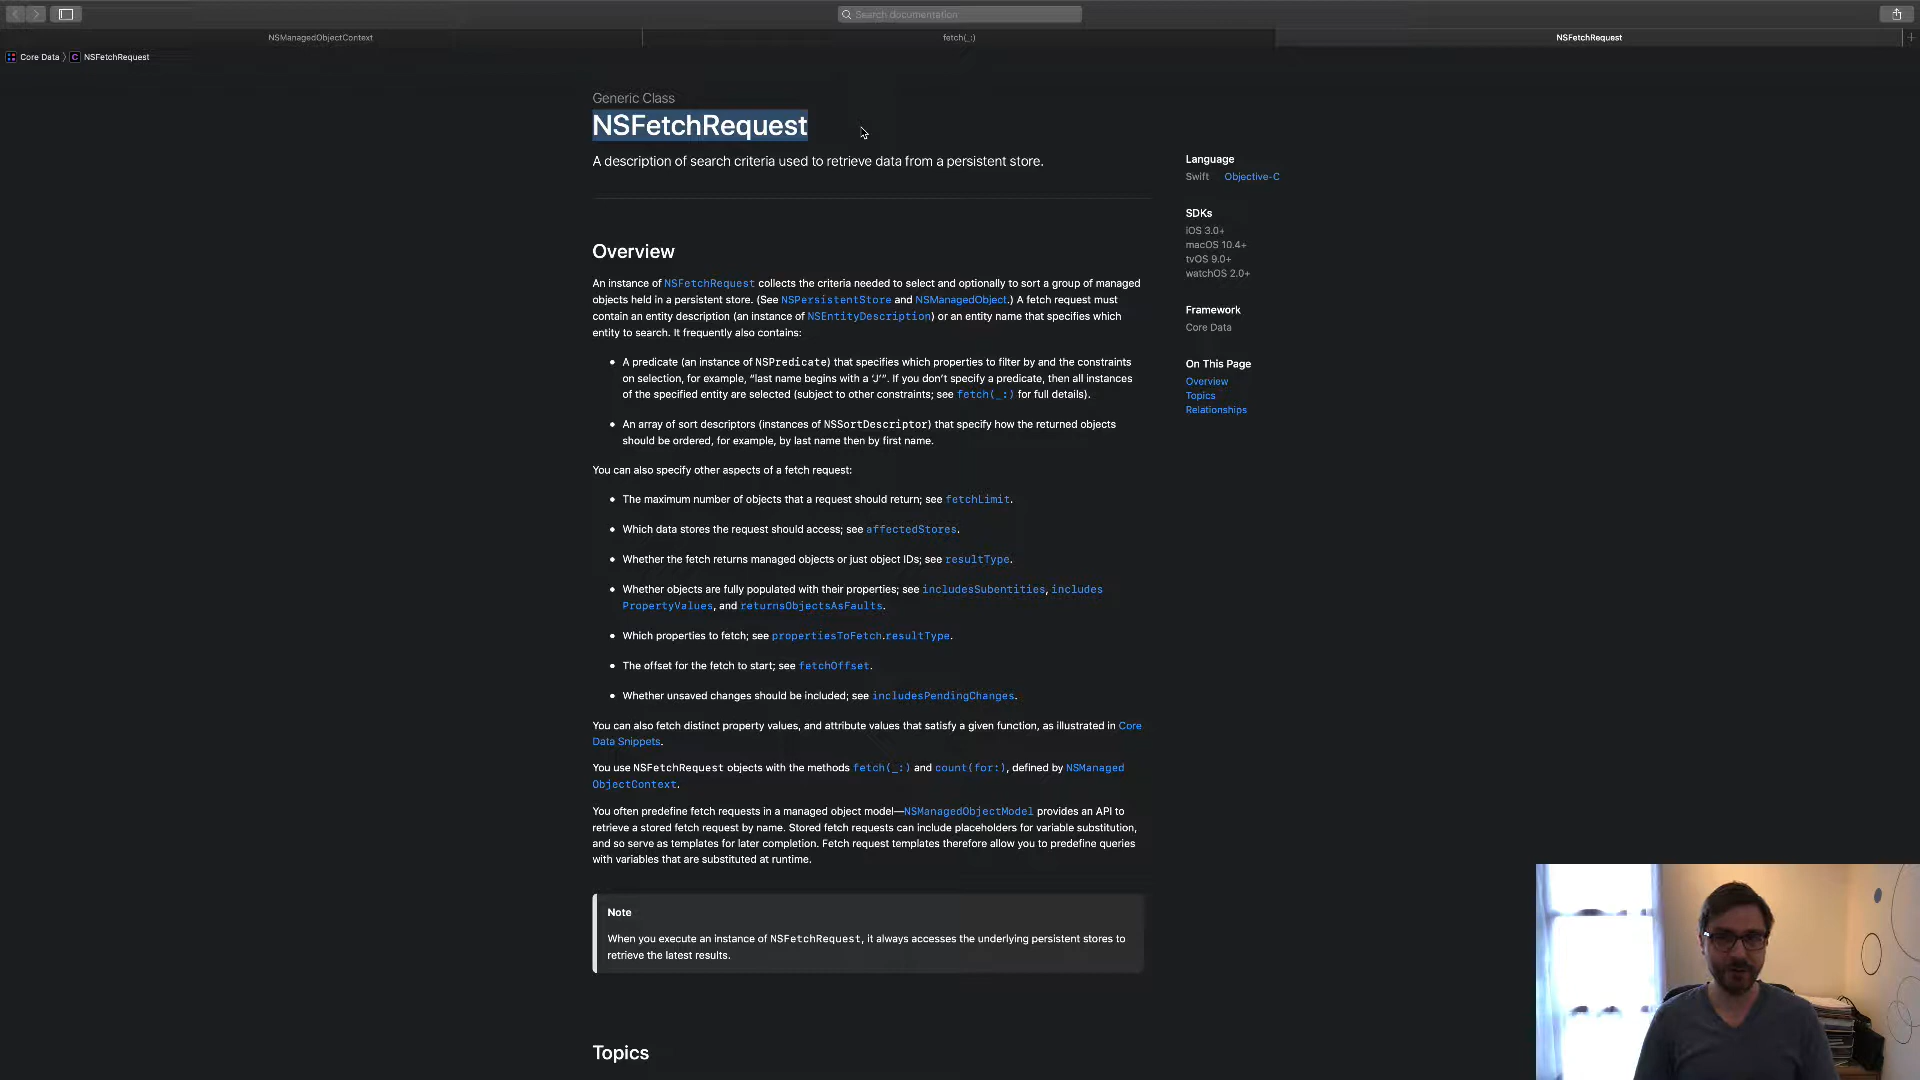 Search documentation
NSManagedObjectContext
fetch(_:)
NSFetchRequest
Core Data
C NSFetchRequest
Generic Class
NSFetchRequest
A description of search criteria used to retrieve data from a persistent store.
Language
Swift Objective-C
SDKs
iOS 3.0+
macOS 10.4+
tvOS 9.0+
watchOS 2.0+
Framework
Core Data
On This Page
Overview
Topics
Relationships
Overview
An instance of NSFetchRequest collects the criteria needed to select and optionally to sort a group of managed
objects held in a persistent store. (See NSPersistentStore and NSManagedObject.) A fetch request must
contain an entity description (an instance of NSEntityDescription) or an entity name that specifies which
entity to search. It frequently also contains:
• A predicate (an instance of NSPredicate) that specifies which properties to filter by and the constraints
on selection, for example, “last name begins with a ‘J’”. If you don’t specify a predicate, then all instances
of the specified entity are selected (subject to other constraints; see fetch(_:) for full details).
• An array of sort descriptors (instances of NSSortDescriptor) that specify how the returned objects
should be ordered, for example, by last name then by first name.
You can also specify other aspects of a fetch request:
• The maximum number of objects that a request should return; see fetchLimit.
• Which data stores the request should access; see affectedStores.
• Whether the fetch returns managed objects or just object IDs; see resultType.
• Whether objects are fully populated with their properties; see includesSubentities, includes
PropertyValues, and returnsObjectsAsFaults.
• Which properties to fetch; see propertiesToFetch.resultType.
• The offset for the fetch to start; see fetchOffset.
• Whether unsaved changes should be included; see includesPendingChanges.
You can also fetch distinct property values, and attribute values that satisfy a given function, as illustrated in Core
Data Snippets.
You use NSFetchRequest objects with the methods fetch(_:) and count(for:), defined by NSManaged
ObjectContext.
You often predefine fetch requests in a managed object model—NSManagedObjectModel provides an API to
retrieve a stored fetch request by name. Stored fetch requests can include placeholders for variable substitution,
and so serve as templates for later completion. Fetch request templates therefore allow you to predefine queries
with variables that are substituted at runtime.
Note
When you execute an instance of NSFetchRequest, it always accesses the underlying persistent stores to
retrieve the latest results.
Topics